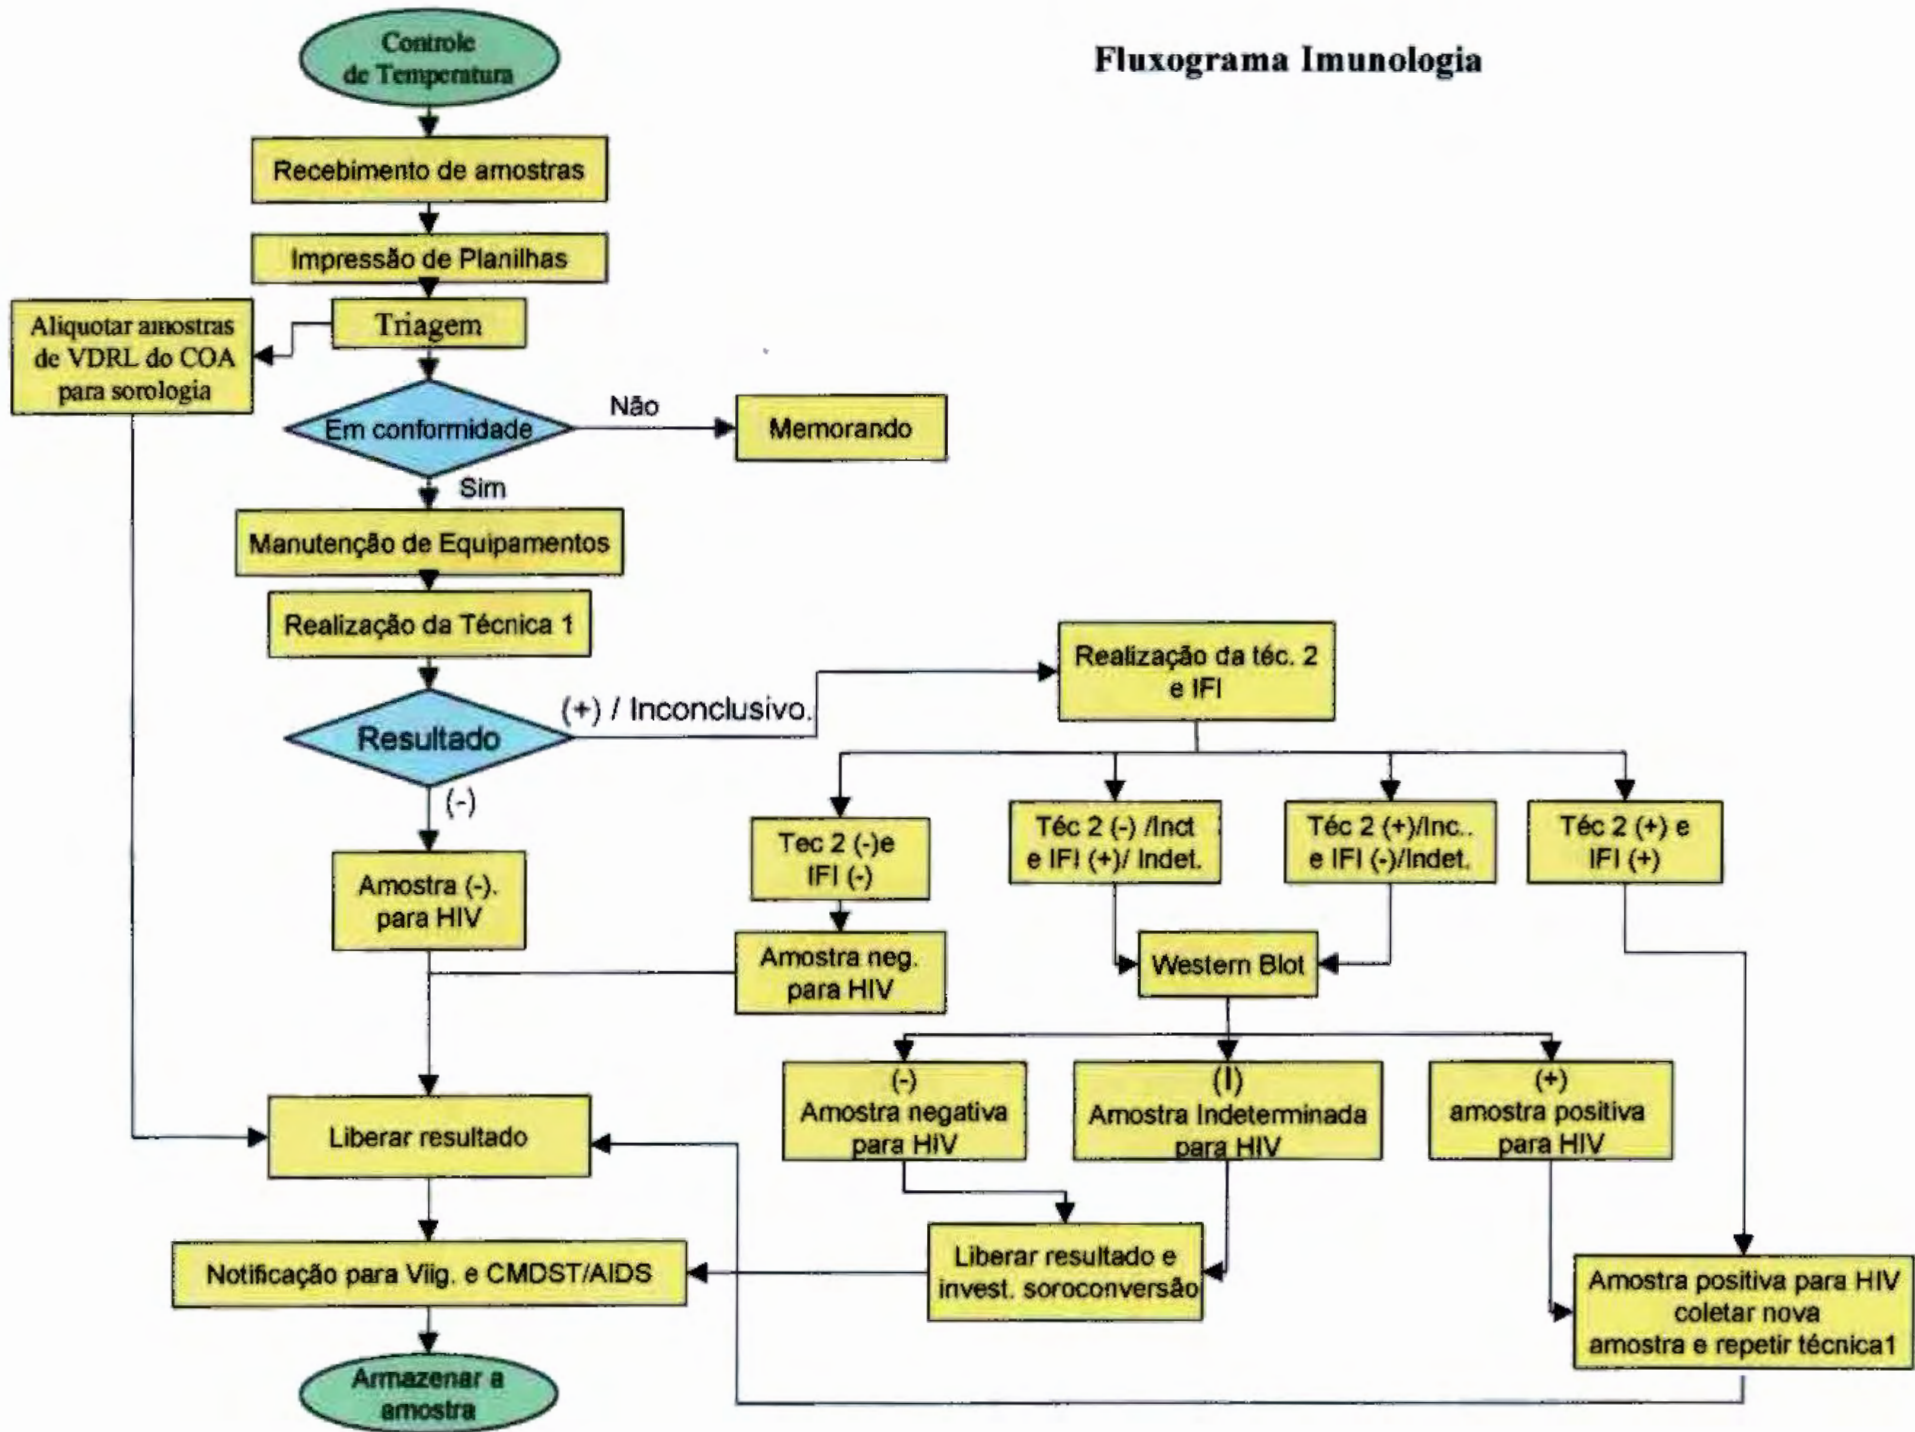 Controle
de Temperatura
Fluxograma Imunologia
Recebimento de amostras
Impressão de Planilhas
Triagem
Aliquotar amostras
de VDRL do COA
para sorologia
Em conformidade
Não
Memorando
Sim
Manutenção de Equipamentos
Realização da Técnica 1
Resultado
(+) / Inconclusivo.
Realização da téc. 2
e IFI
(-)
Amostra (-).
para HIV
Tec 2 (-)e
IFI (-)
Téc 2 (-) /Inct
e IFI (+)/ Indet.
Téc 2 (+)/Inc..
e IFI (-)/Indet.
Téc 2 (+) e
IFI (+)
Amostra neg.
para HIV
Western Blot
(-)
Amostra negativa
para HIV
(I)
Amostra Indeterminada
para HIV
(+)
amostra positiva
para HIV
Liberar resultado
Liberar resultado e
invest. soroconversão
Notificação para Viig. e CMDST/AIDS
Amostra positiva para HIV
coletar nova
amostra e repetir técnica1
Armazenar a
amostra